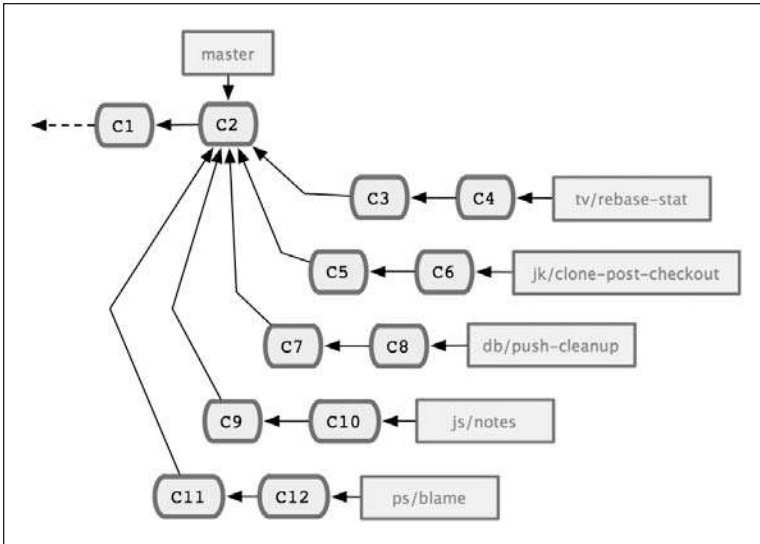 master
C1 C2
C3 C4 tv/rebase-stat
C5 C6 jk/clone-post-checkout
C7 C8 db/push-cleanup
C9 C10 js/notes
C11 C12 ps/blame